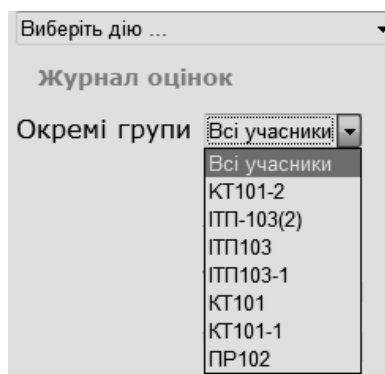 Виберіть дію ...
Журнал оцінок
Окремі групи Всі учасники
Всі учасники
КТ101-2
ІТП-103(2)
ІТП103
ІТП103-1
КТ101
КТ101-1
ПР102